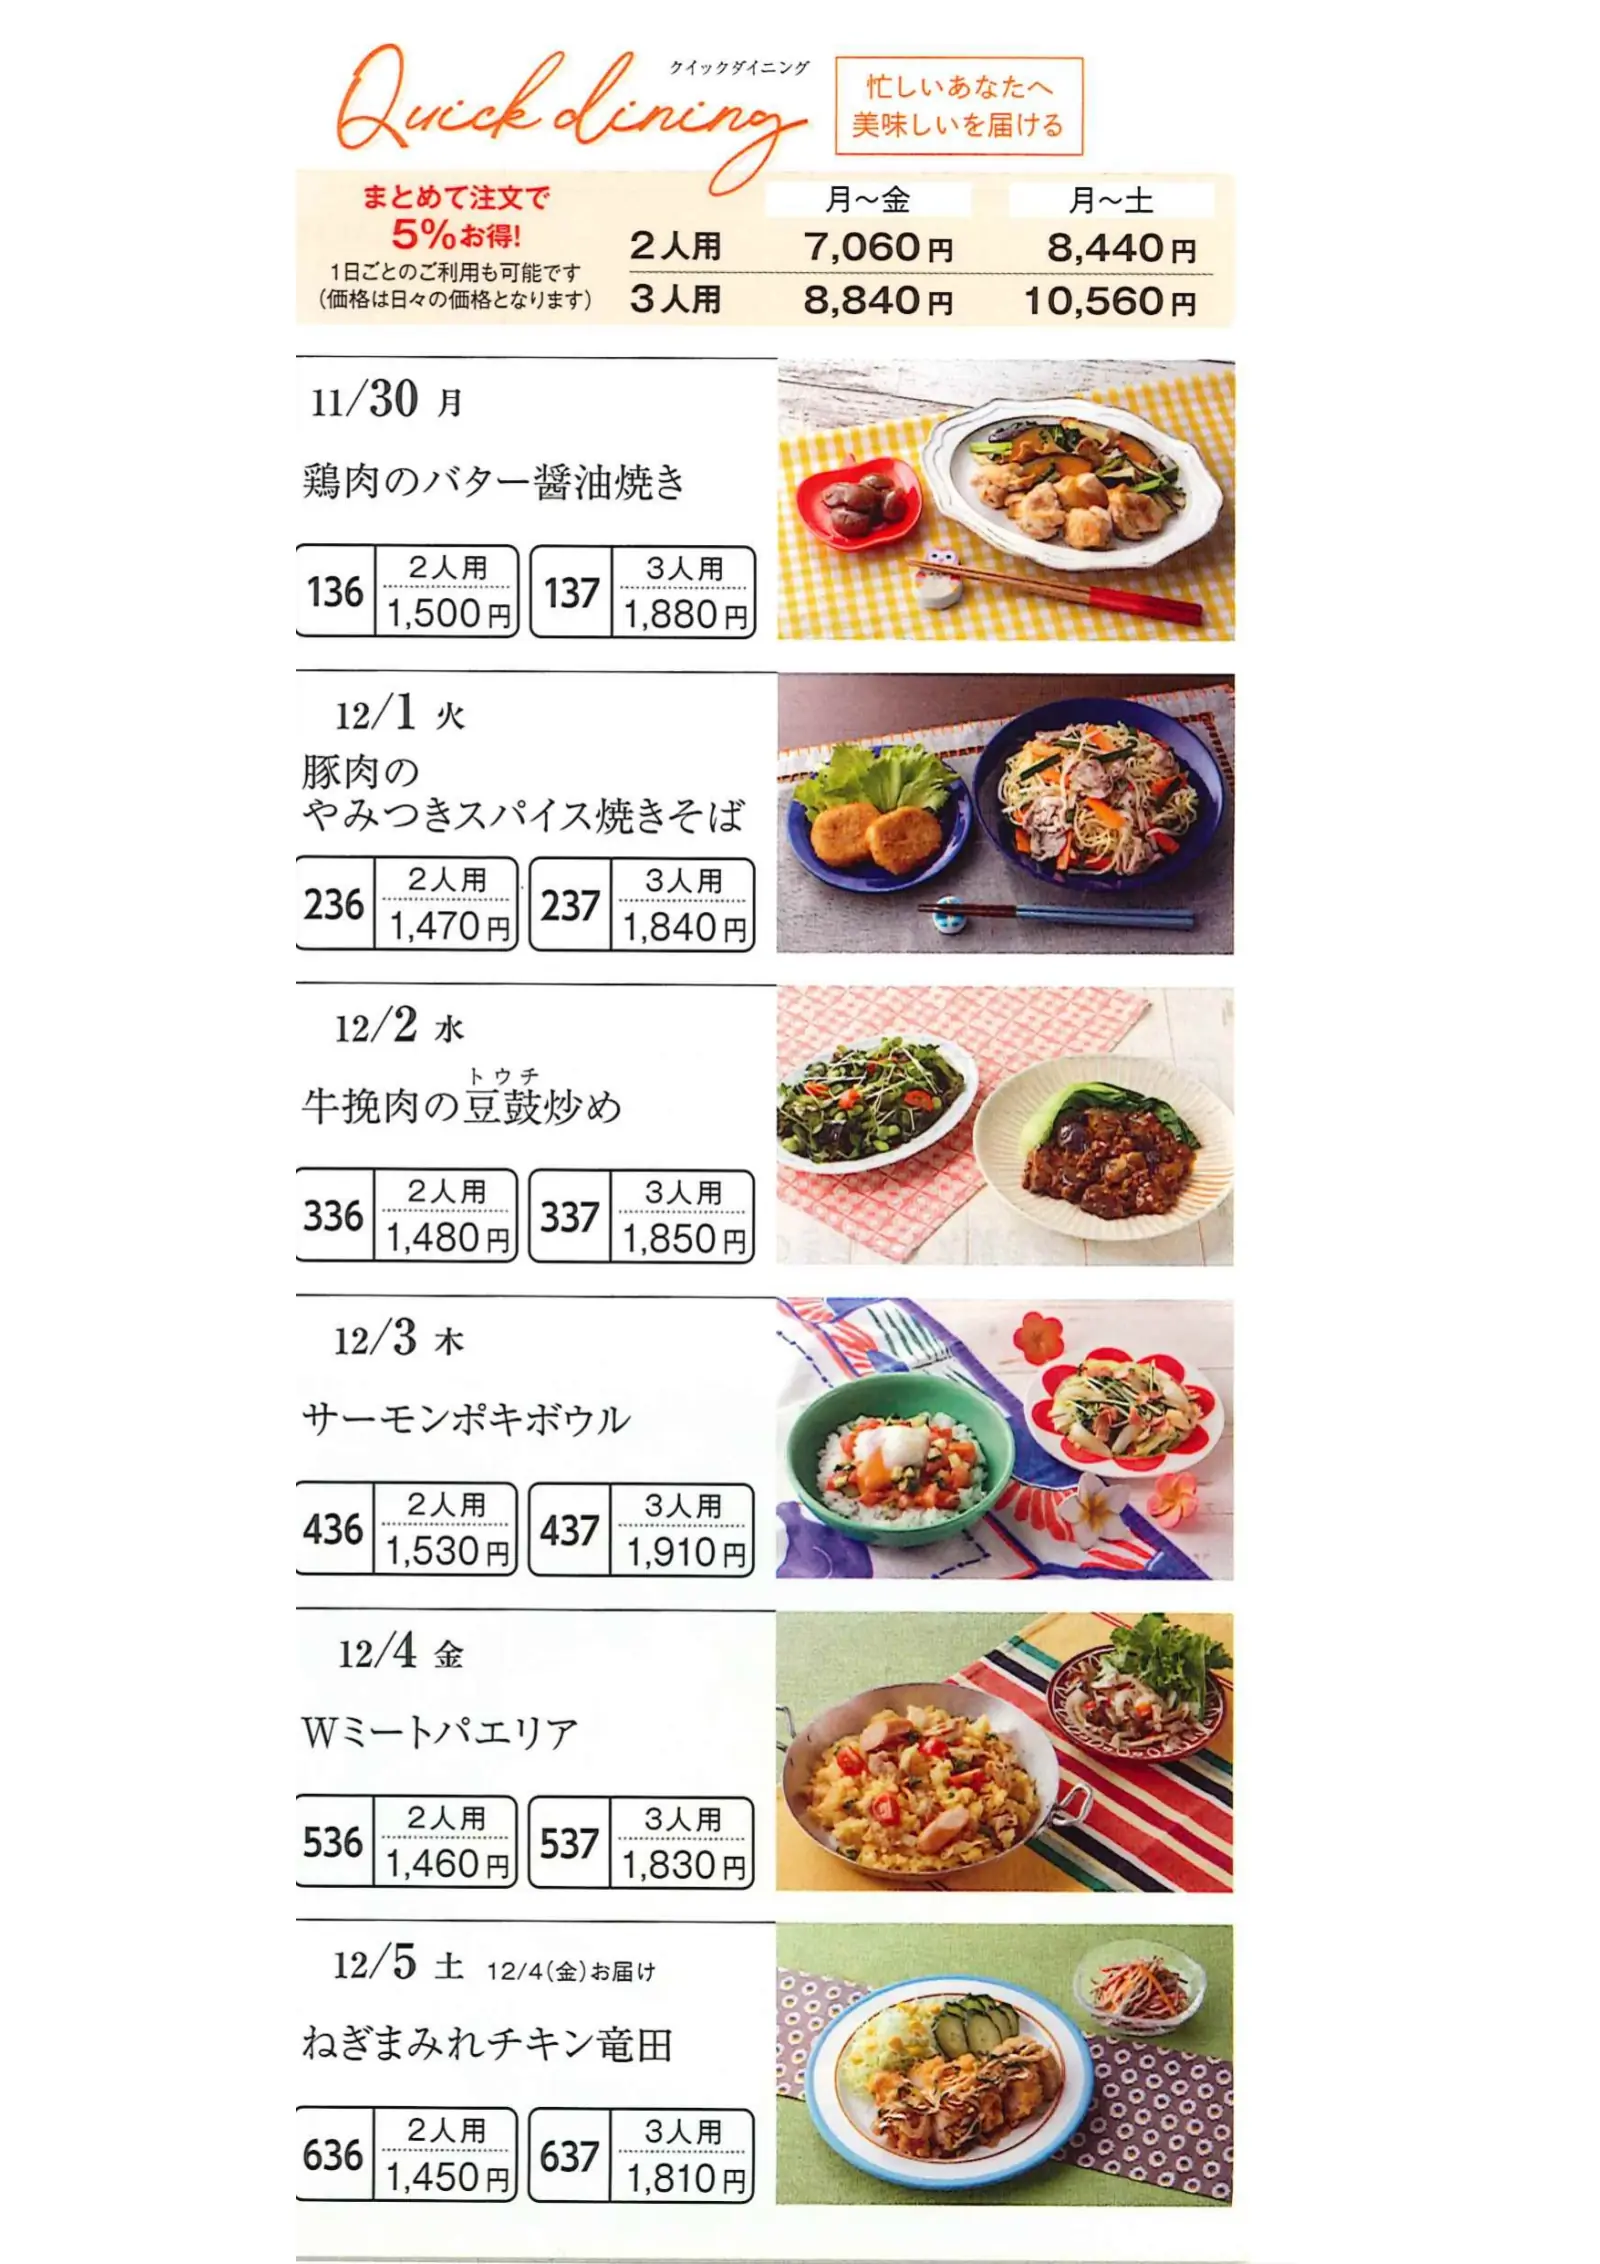 Quick dining
クイックダイニング
忙しいあなたへ
美味しいを届ける
まとめて注文で
5%お得!
1日ごとのご利用も可能です
(価格は日々の価格となります)
月〜金 月〜土
2人用 7,060円 8,440円
3人用 8,840円 10,560円
11/30 月
鶏肉のバター醤油焼き
136 2人用 1,500円 137 3人用 1,880円
12/1 火
豚肉の
やみつきスパイス焼きそば
236 2人用 1,470円 237 3人用 1,840円
12/2 水
トウチ
牛挽肉の豆鼓炒め
336 2人用 1,480円 337 3人用 1,850円
12/3 木
サーモンポキボウル
436 2人用 1,530円 437 3人用 1,910円
12/4 金
Wミートパエリア
536 2人用 1,460円 537 3人用 1,830円
12/5 土 12/4(金)お届け
ねぎまみれチキン竜田
636 2人用 1,450円 637 3人用 1,810円